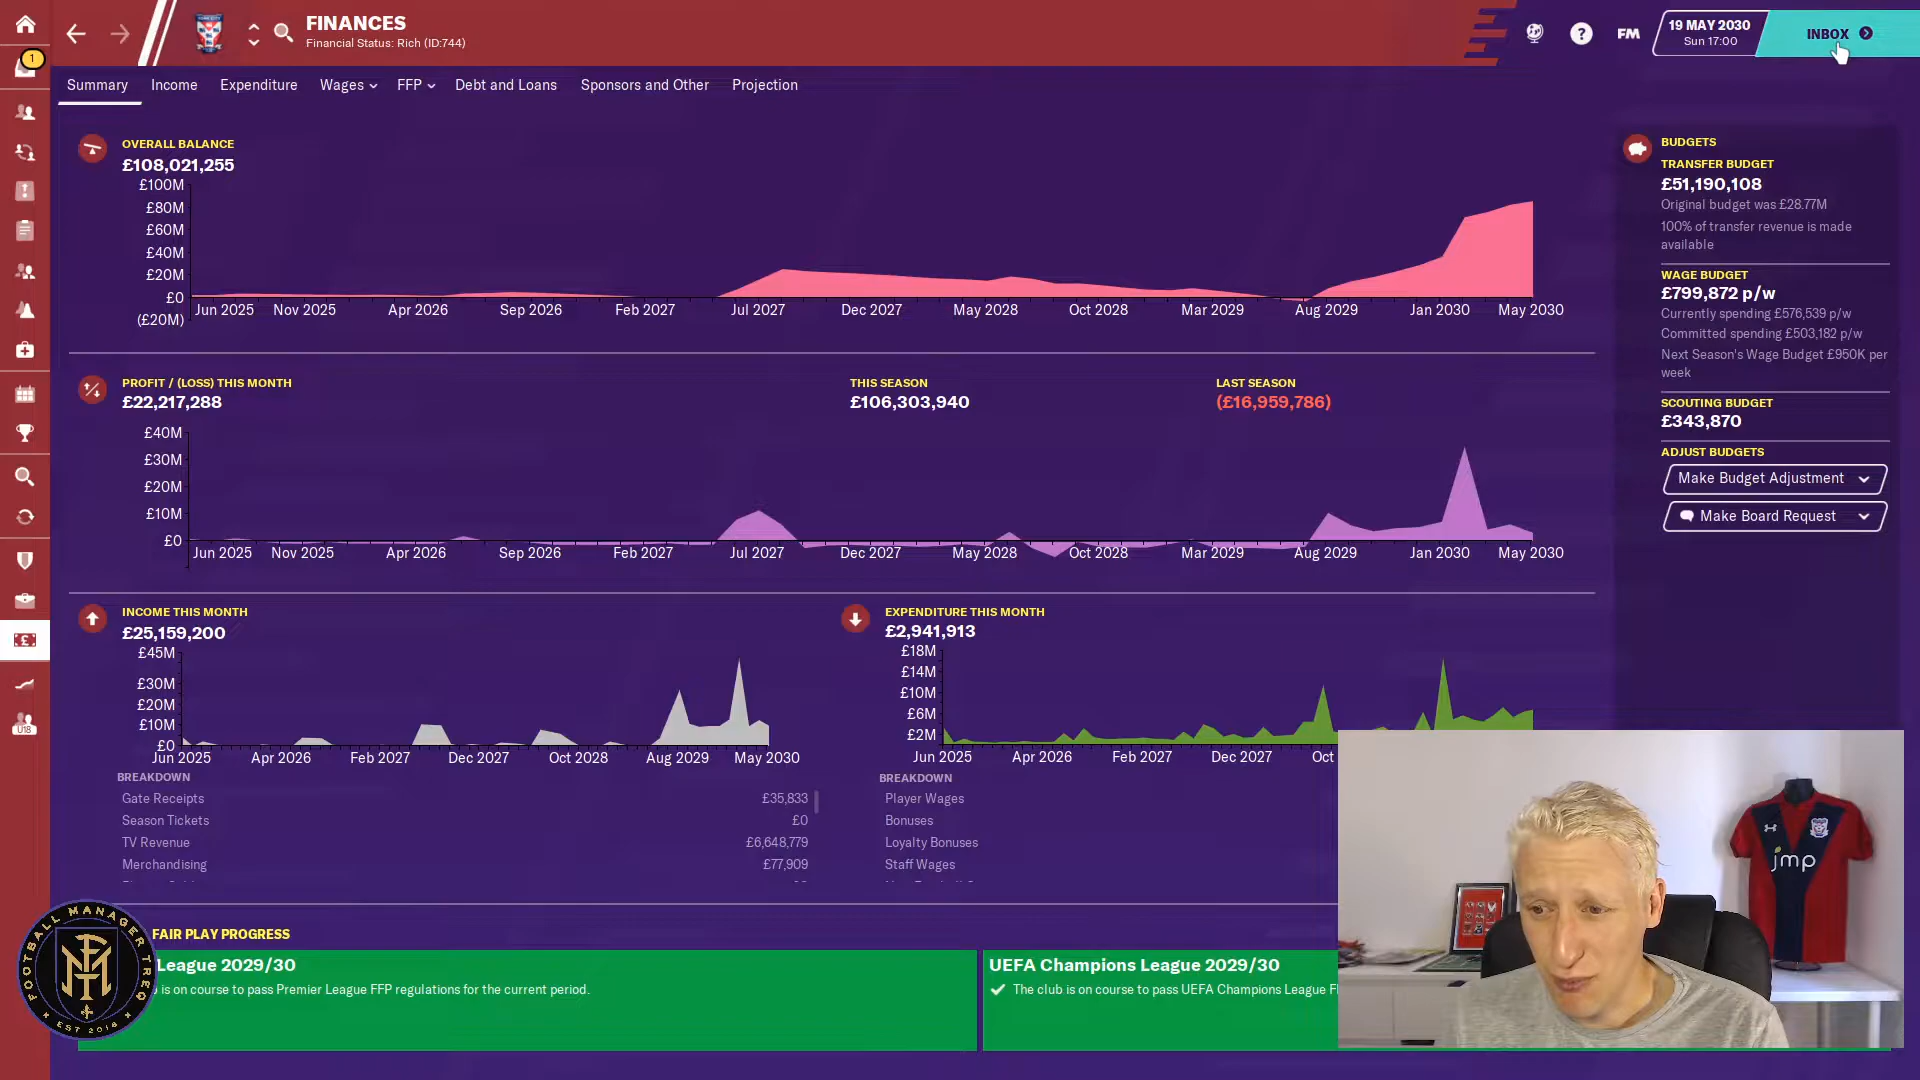 1
YORK CITY
FINANCES
Financial Status: Rich (ID:744)
?
FM
19 MAY 2030
Sun 17:00
INBOX
Summary
Income
Expenditure
Wages
FFP
Debt and Loans
Sponsors and Other
Projection
OVERALL BALANCE
£108,021,255
£100M
£80M
£60M
£40M
£20M
£0
(£20M)
Jun 2025
Nov 2025
Apr 2026
Sep 2026
Feb 2027
Jul 2027
Dec 2027
May 2028
Oct 2028
Mar 2029
Aug 2029
Jan 2030
May 2030
PROFIT / (LOSS) THIS MONTH
£22,217,288
THIS SEASON
£106,303,940
LAST SEASON
(£16,959,786)
£40M
£30M
£20M
£10M
£0
Jun 2025
Nov 2025
Apr 2026
Sep 2026
Feb 2027
Jul 2027
Dec 2027
May 2028
Oct 2028
Mar 2029
Aug 2029
Jan 2030
May 2030
INCOME THIS MONTH
£25,159,200
£45M
£30M
£20M
£10M
£0
Jun 2025
Apr 2026
Feb 2027
Dec 2027
Oct 2028
Aug 2029
May 2030
BREAKDOWN
Gate Receipts £35,833
Season Tickets £0
TV Revenue £6,648,779
Merchandising £77,909
EXPENDITURE THIS MONTH
£2,941,913
£18M
£14M
£10M
£6M
£2M
Jun 2025
Apr 2026
Feb 2027
Dec 2027
Oct
BREAKDOWN
Player Wages
Bonuses
Loyalty Bonuses
Staff Wages
FAIR PLAY PROGRESS
League 2029/30
is on course to pass Premier League FFP regulations for the current period.
UEFA Champions League 2029/30
The club is on course to pass UEFA Champions League F
BUDGETS
TRANSFER BUDGET
£51,190,108
Original budget was £28.77M
100% of transfer revenue is made
available
WAGE BUDGET
£799,872 p/w
Currently spending £576,539 p/w
Committed spending £503,182 p/w
Next Season's Wage Budget £950K per
week
SCOUTING BUDGET
£343,870
ADJUST BUDGETS
Make Budget Adjustment
Make Board Request
U18
FOOTBALL MANAGER TREQ
EST 2018
jmp